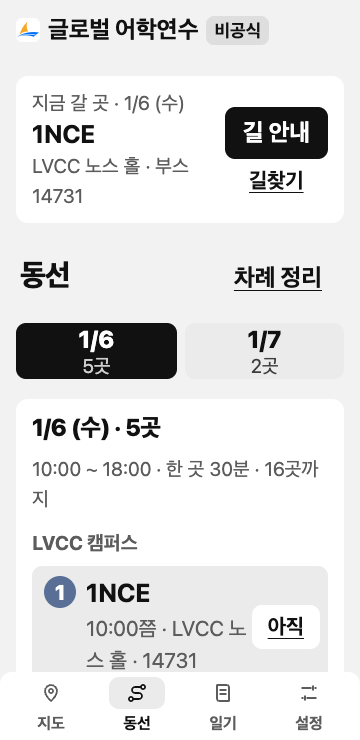 글로벌 어학연수 비공식
지금 갈 곳 · 1/6 (수)
1NCE
LVCC 노스 홀 · 부스
14731
길 안내
길찾기
동선
차례 정리
1/6
5곳
1/7
2곳
1/6 (수) · 5곳
10:00 ~ 18:00 · 한 곳 30분 · 16곳까
지
LVCC 캠퍼스
1 1NCE
10:00쯤 · LVCC 노
스 홀 · 14731
아직
지도 동선 일기 설정